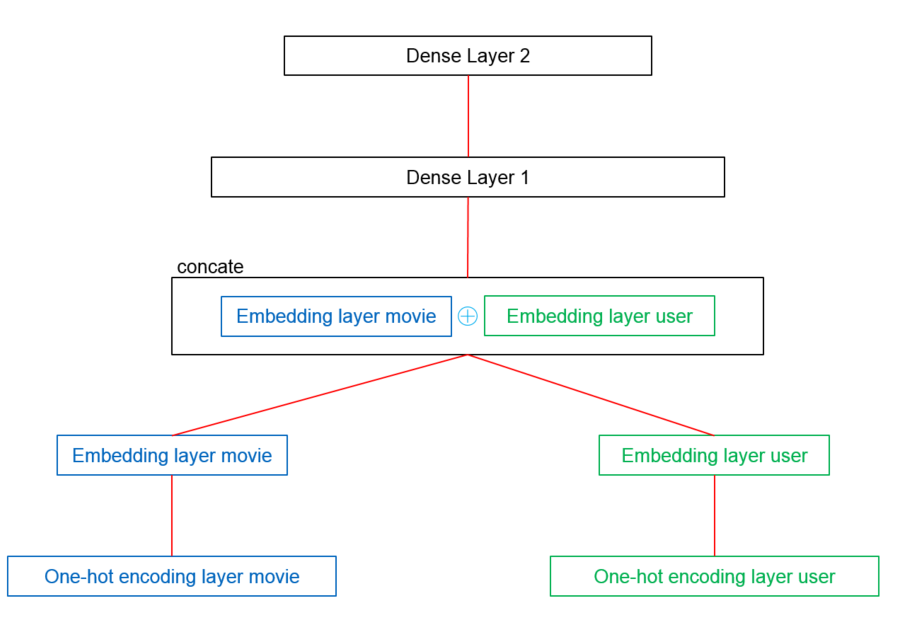 Dense Layer 2
Dense Layer 1
concate
Embedding layer movie ⊕ Embedding layer user
Embedding layer movie
Embedding layer user
One-hot encoding layer movie
One-hot encoding layer user